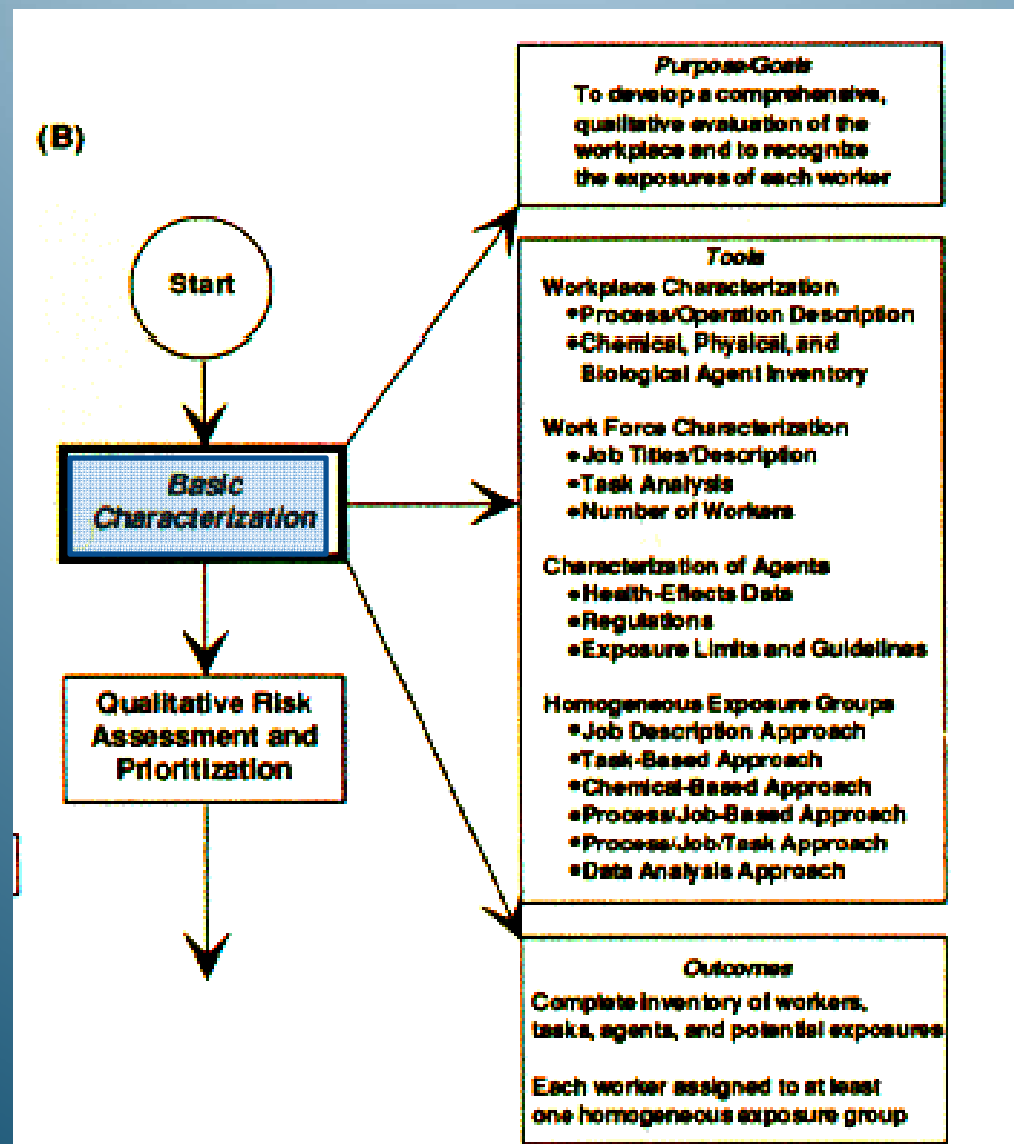 (B)
Start
Basic
Characterization
Qualitative Risk
Assessment and
Prioritization
Purpose/Goals
To develop a comprehensive,
qualitative evaluation of the
workplace and to recognize
the exposures of each worker
Tools
Workplace Characterization
•Process/Operation Description
•Chemical, Physical, and
Biological Agent Inventory
Work Force Characterization
•Job Titles/Description
•Task Analysis
•Number of Workers
Characterization of Agents
•Health-Effects Data
•Regulations
•Exposure Limits and Guidelines
Homogeneous Exposure Groups
•Job Description Approach
•Task-Based Approach
•Chemical-Based Approach
•Process/Job-Based Approach
•Process/Job/Task Approach
•Data Analysis Approach
Outcomes
Complete inventory of workers,
tasks, agents, and potential exposures
Each worker assigned to at least
one homogeneous exposure group